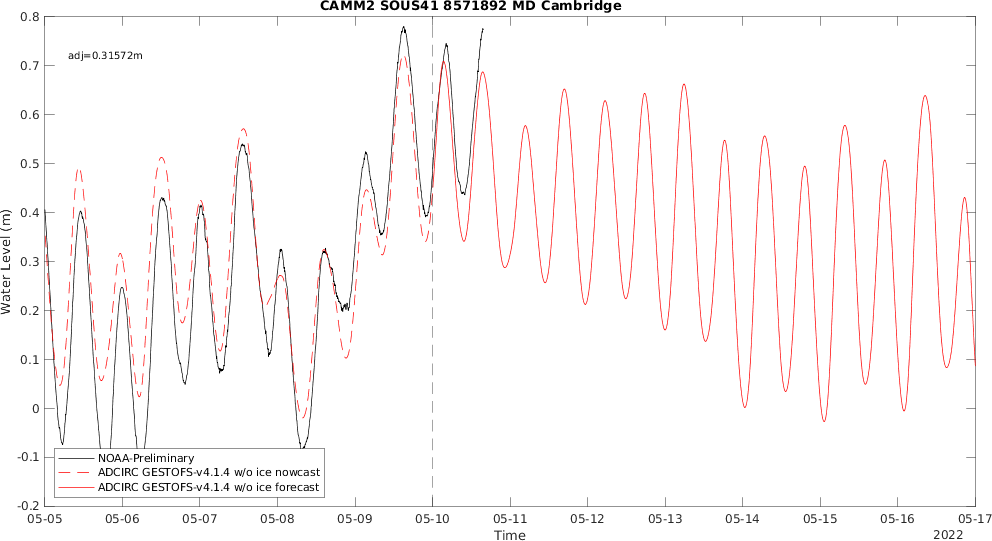 CAMM2 SOUS41 8571892 MD Cambridge
adj=0.31572m
Water Level (m)
0.8
0.7
0.6
0.5
0.4
0.3
0.2
0.1
0
-0.1
-0.2
NOAA-Preliminary
ADCIRC GESTOFS-v4.1.4 w/o ice nowcast
ADCIRC GESTOFS-v4.1.4 w/o ice forecast
05-05 05-06 05-07 05-08 05-09 05-10 05-11 05-12 05-13 05-14 05-15 05-16 05-17
Time
2022